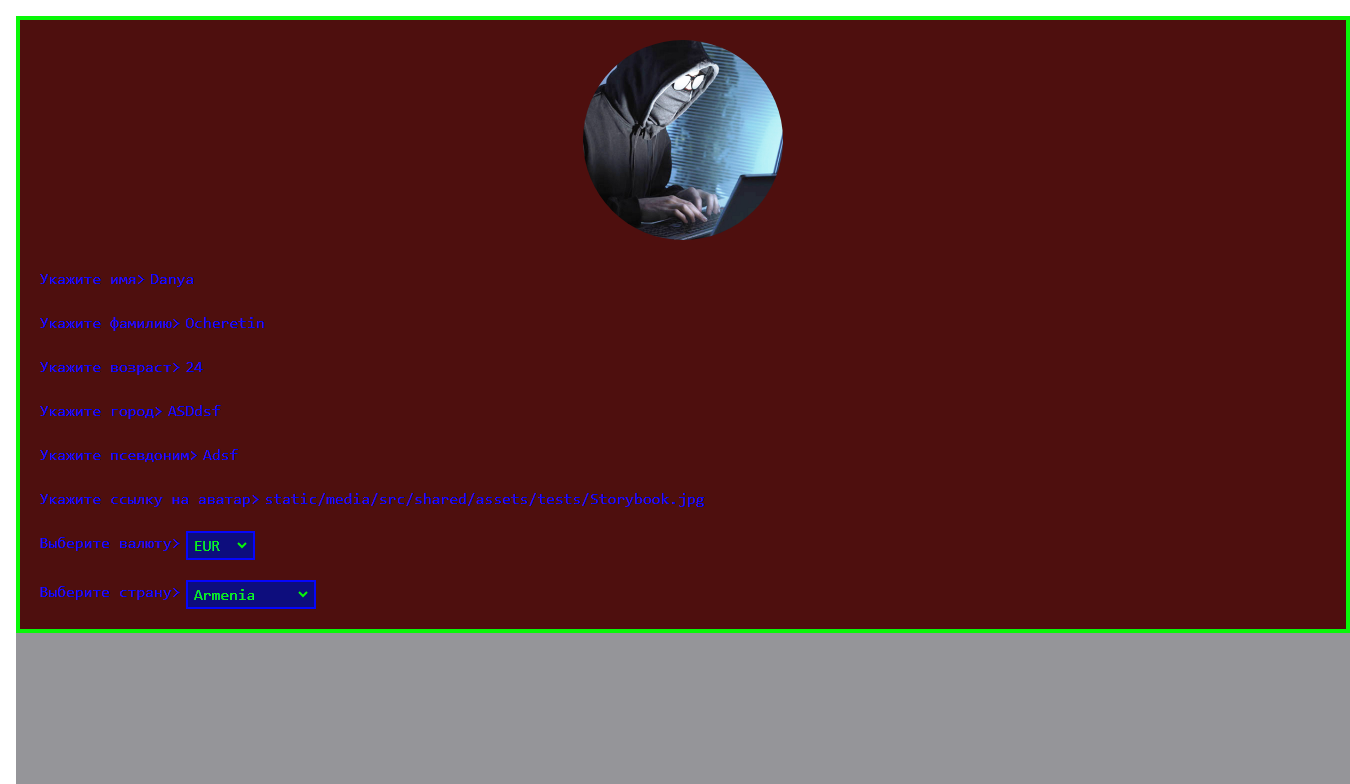 Укажите имя> Danya
Укажите фамилию> Ocheretin
Укажите возраст> 24
Укажите город> ASDdsf
Укажите псевдоним> Adsf
Укажите ссылку на аватар> static/media/src/shared/assets/tests/Storybook.jpg
Выберите валюту> EUR
Выберите страну> Armenia